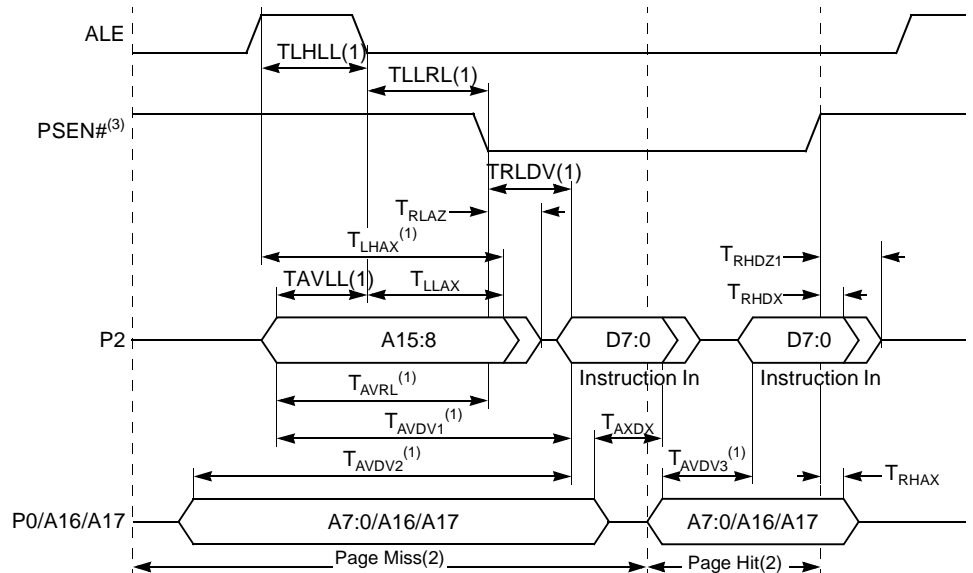 ALE
TLHLL(1)
TLLRL(1)
PSEN#(3)
TRLDV(1)
TRLAZ
TLHAX(1)
TRHDZ1
TAVLL(1)
TLLAX
TRHDX
P2
A15:8
D7:0
D7:0
Instruction In
Instruction In
TAVRL(1)
TAVDV1(1)
TAXDX
TAVDV2(1)
TAVDV3(1)
TRHAX
P0/A16/A17
A7:0/A16/A17
A7:0/A16/A17
Page Miss(2)
Page Hit(2)